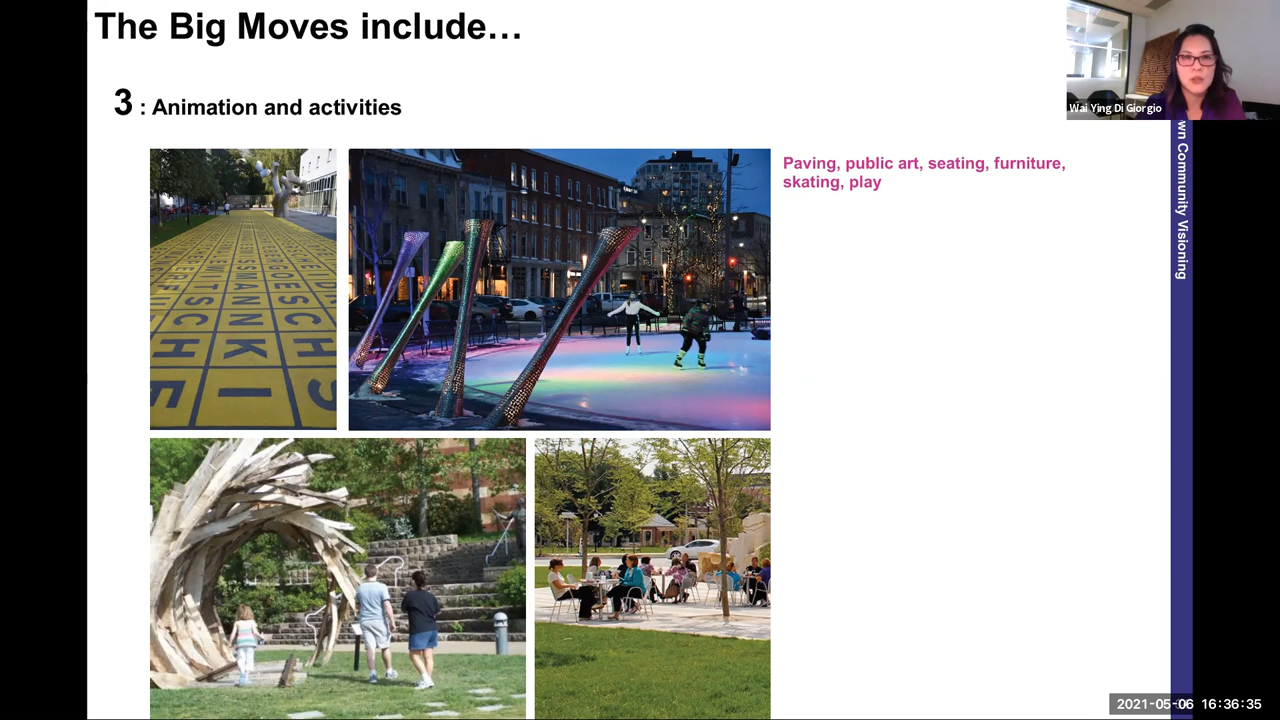 The Big Moves include…
3 : Animation and activities
Paving, public art, seating, furniture,
skating, play
Wai Ying Di Giorgio
wn Community Visioning
2021-05-06 16:36:35